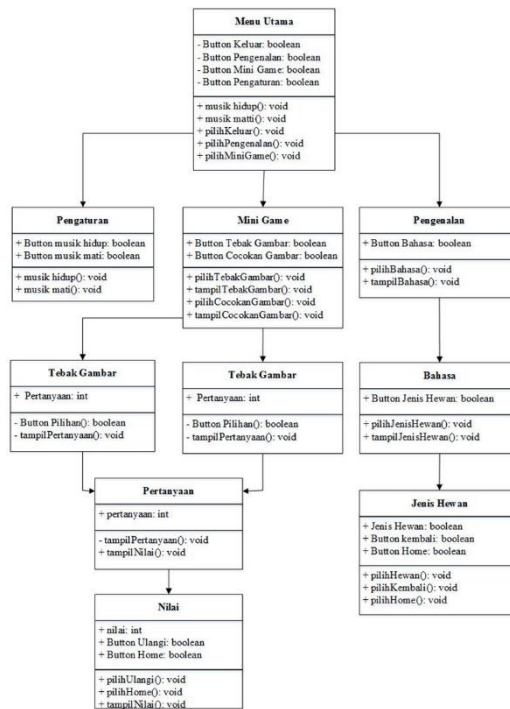 Menu Utama
- Button Keluar: boolean
- Button Pengenalan: boolean
- Button Mini Game: boolean
- Button Pengaturan: boolean
+ musik hidup(): void
+ musik matti(): void
+ pilihKeluar(): void
+ pilihPengenalan(): void
+ pilihMiniGame(): void
Pengaturan
+ Button musik hidup: boolean
+ Button musik mati: boolean
+ musik hidup(): void
+ musik mati(): void
Mini Game
+ Button Tebak Gambar: boolean
+ Button Cocokan Gambar: boolean
+ pilihTebakGambar(): void
+ tampilTebakGambar(): void
+ pilihCocokanGambar(): void
+ tampilCocokanGambar(): void
Pengenalan
+ Button Bahasa: boolean
+ pilihBahasa(): void
+ tampilBahasa(): void
Tebak Gambar
+ Pertanyaan: int
- Button Pilihan(): boolean
- tampilPertanyaan(): void
Tebak Gambar
+ Pertanyaan: int
- Button Pilihan(): boolean
- tampilPertanyaan(): void
Bahasa
+ Button Jenis Hewan: boolean
+ pilihJenisHewan(): void
+ tampilJenisHewan(): void
Pertanyaan
+ pertanyaan: int
- tampilPertanyaan(): void
+ tampilNilai(): void
Jenis Hewan
+ Jenis Hewan: boolean
+ Button kembali: boolean
+ Button Home: boolean
+ pilihHewan(): void
+ pilihKembali(): void
+ pilihHome(): void
Nilai
+ nilai: int
+ Button Ulangi: boolean
+ Button Home: boolean
+ pilihUlangi(): void
+ pilihHome(): void
+ tampilNilai(): void